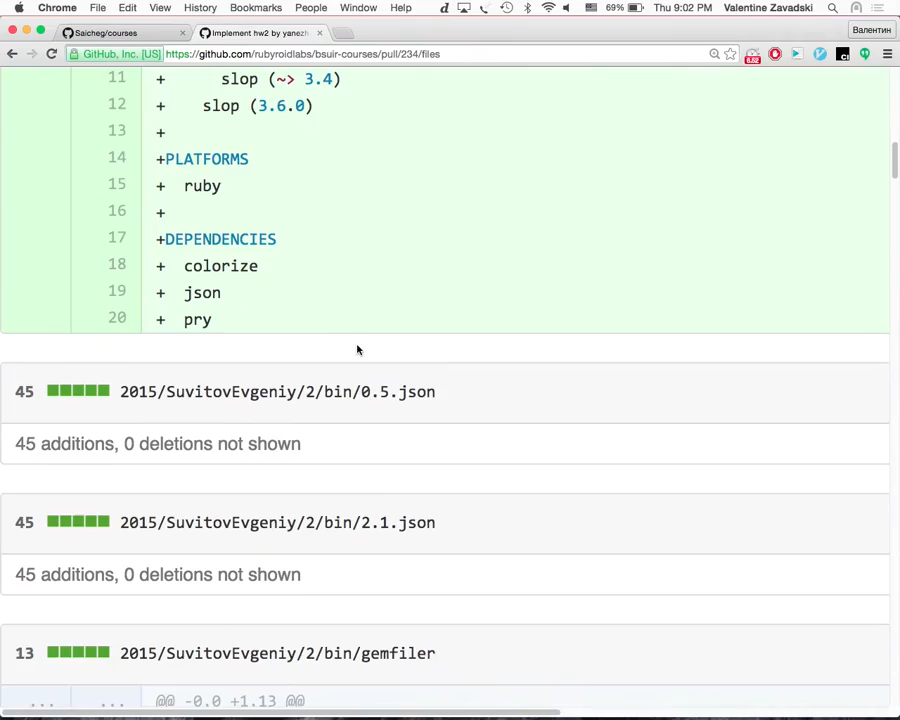 Chrome File Edit View History Bookmarks People Window Help 69% Thu 9:02 PM Valentine Zavadski
Saicheg/courses Implement hw2 by yanezh Валентин
GitHub, Inc. [US] https://github.com/rubyroidlabs/bsuir-courses/pull/234/files
11 + slop (~> 3.4)
12 + slop (3.6.0)
13 +
14 +PLATFORMS
15 + ruby
16 +
17 +DEPENDENCIES
18 + colorize
19 + json
20 + pry
45 2015/SuvitovEvgeniy/2/bin/0.5.json
45 additions, 0 deletions not shown
45 2015/SuvitovEvgeniy/2/bin/2.1.json
45 additions, 0 deletions not shown
13 2015/SuvitovEvgeniy/2/bin/gemfiler
... ... @@ -0.0 +1.13 @@